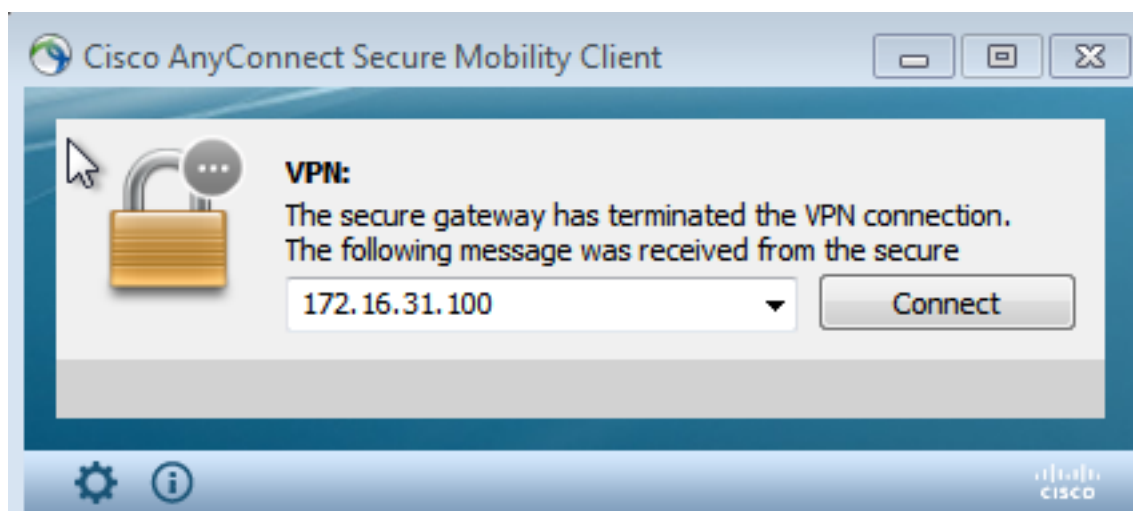 Cisco AnyConnect Secure Mobility Client
VPN:
The secure gateway has terminated the VPN connection.
The following message was received from the secure
172.16.31.100
Connect
CISCO